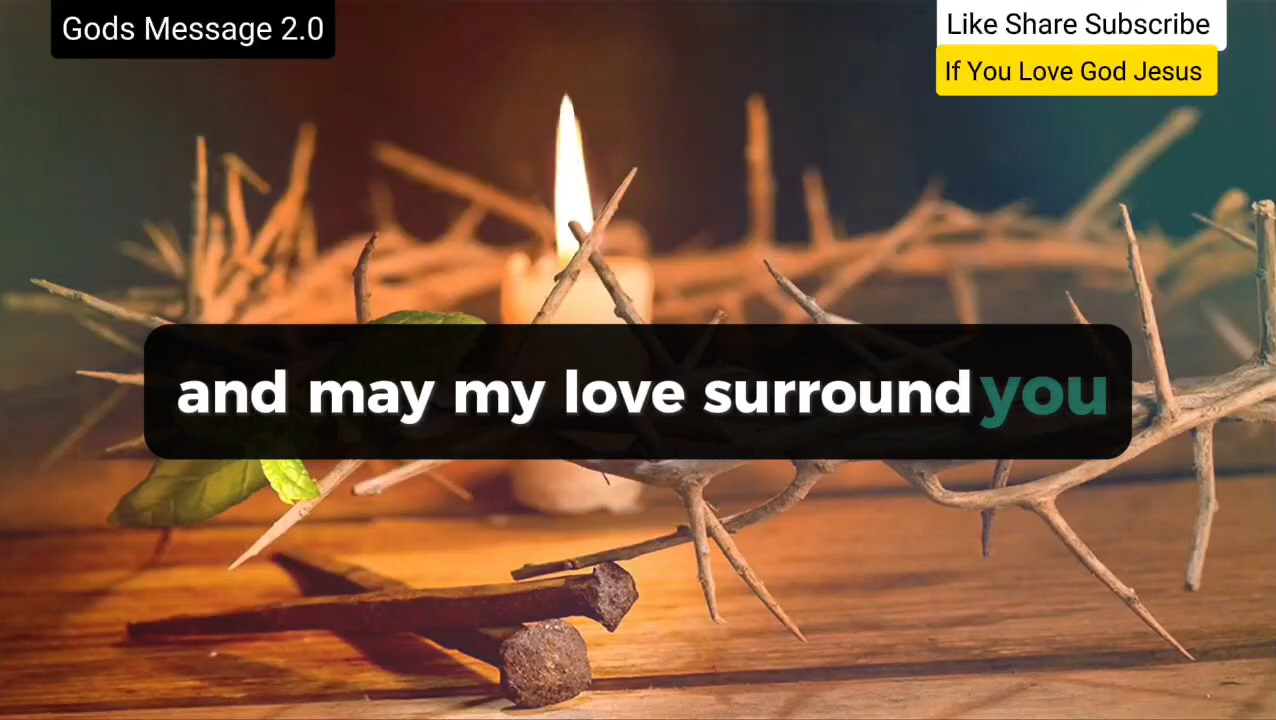 Gods Message 2.0
Like Share Subscribe
If You Love God Jesus
and may my love surround you